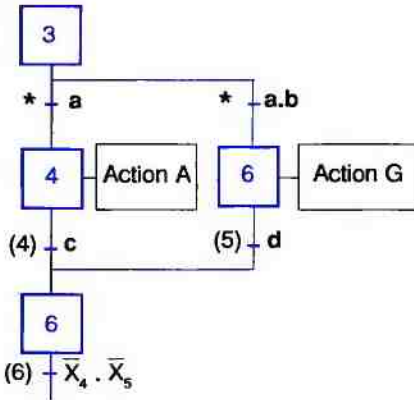 3
* a * a.b
4 Action A 6 Action G
(4) c (5) d
6
(6) X̅₄ . X̅₅